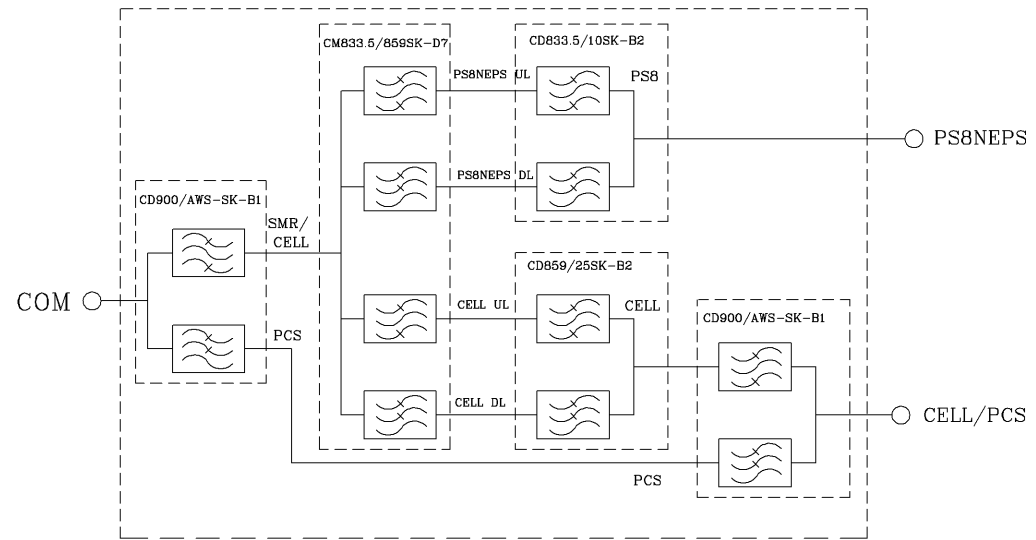 CM833.5/859SK-D7
CD833.5/10SK-B2
PS8NEPS UL
PS8
PS8NEPS
PS8NEPS DL
CD900/AWS-SK-B1
SMR/
CELL
CD859/25SK-B2
COM
CELL UL
CELL
CD900/AWS-SK-B1
PCS
CELL DL
CELL/PCS
PCS